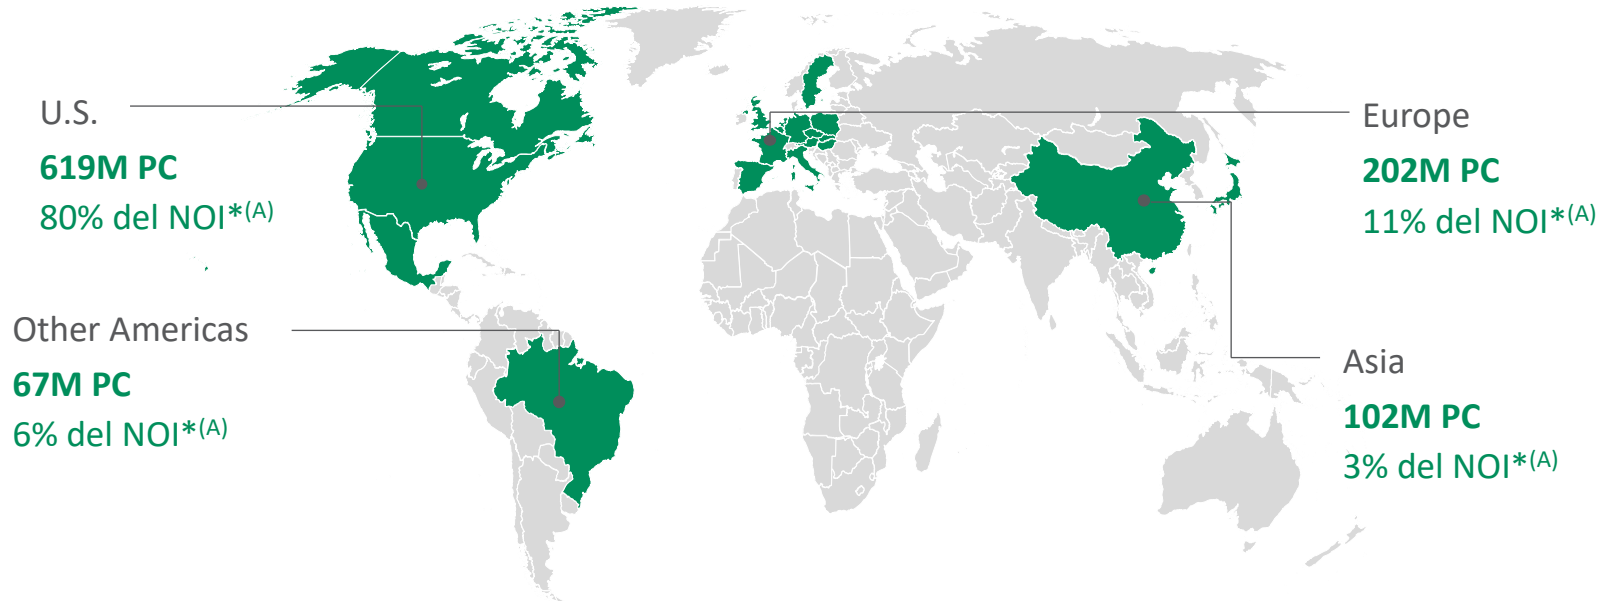 U.S.
619M PC
80% del NOI*(A)
Other Americas
67M PC
6% del NOI*(A)
Europe
202M PC
11% del NOI*(A)
Asia
102M PC
3% del NOI*(A)